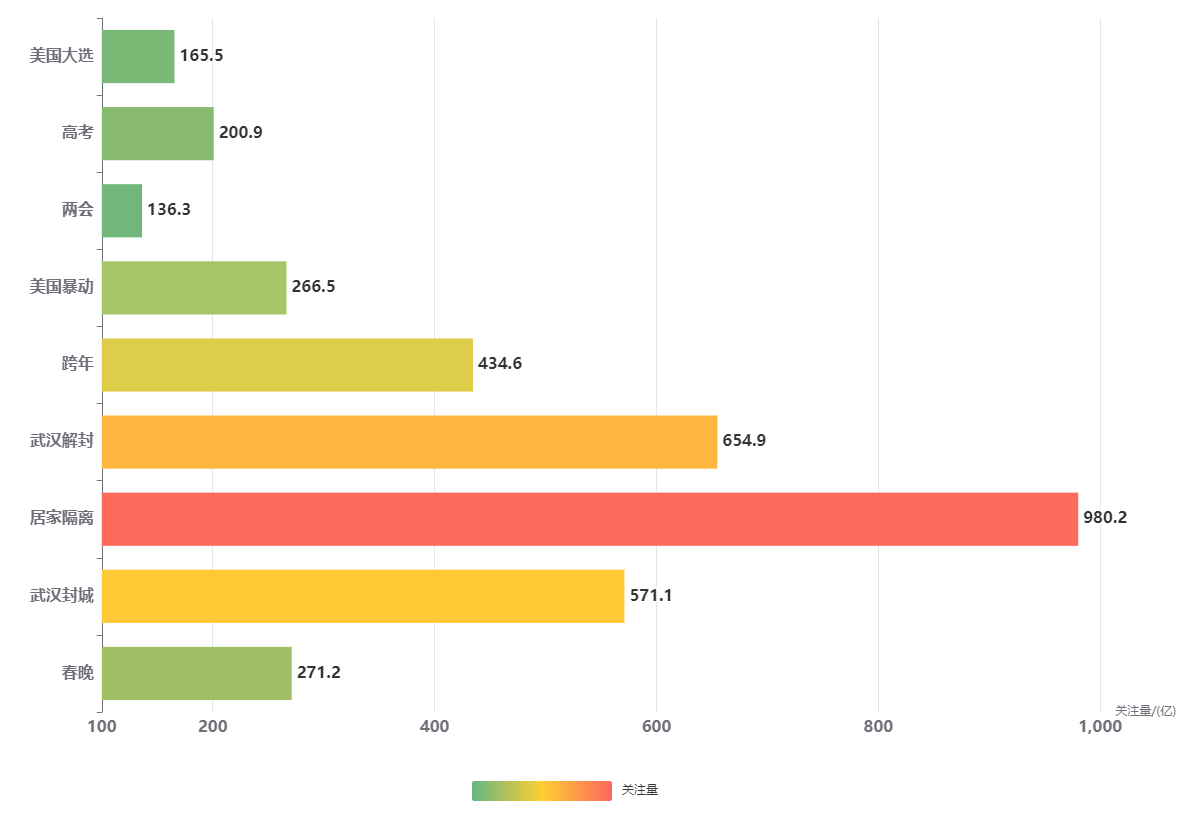 美国大选 165.5
高考 200.9
两会 136.3
美国暴动 266.5
跨年 434.6
武汉解封 654.9
居家隔离 980.2
武汉封城 571.1
春晚 271.2
关注量/(亿)
100 200 400 600 800 1,000
关注量